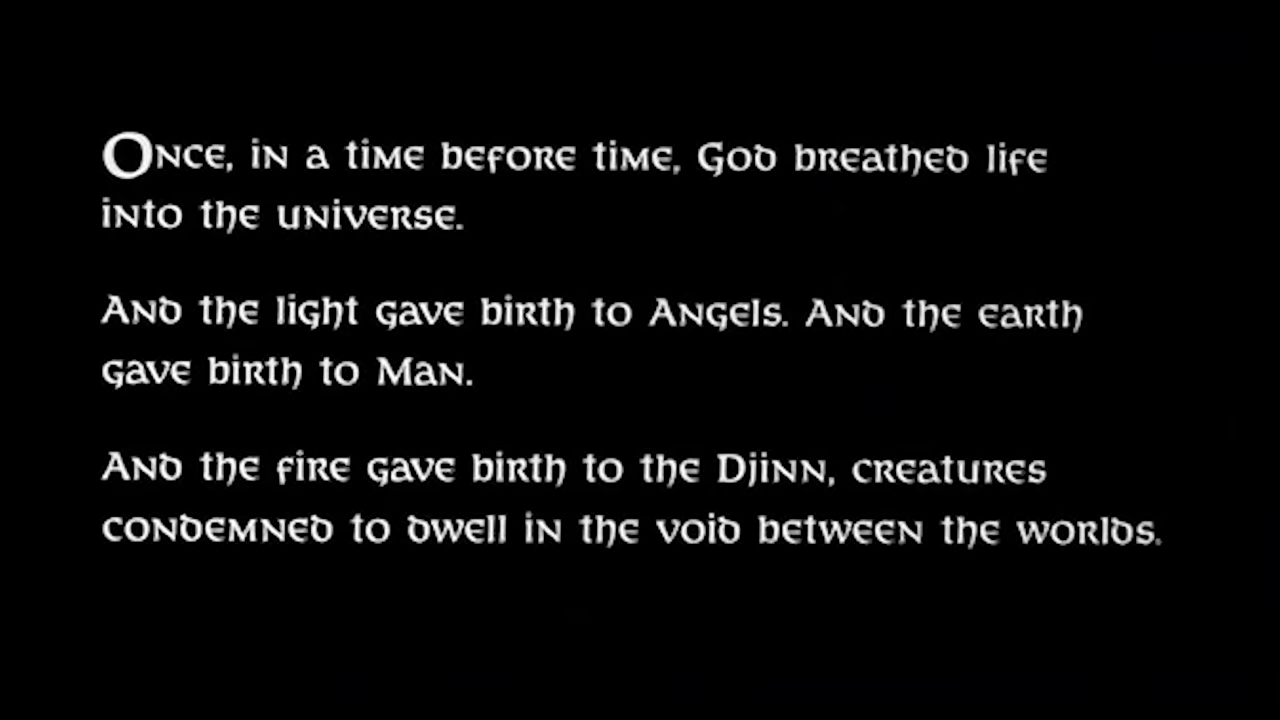 Once, in a time before time, God breathed life
into the universe.
And the light gave birth to Angels. And the earth
gave birth to Man.
And the fire gave birth to the Djinn, creatures
condemned to dwell in the void between the worlds.